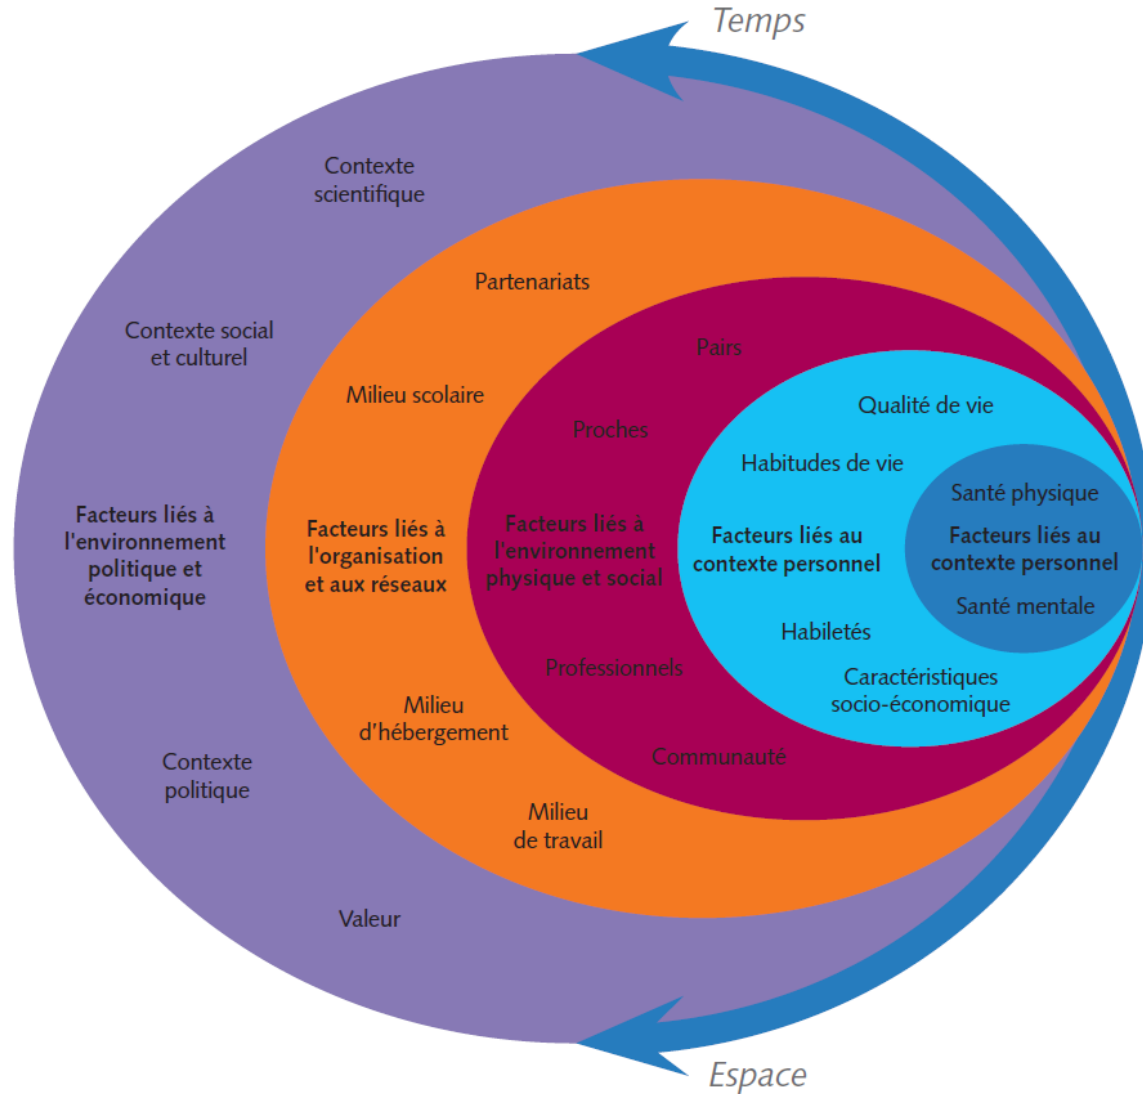 Temps
Contexte
scientifique
Partenariats
Contexte social
et culturel
Pairs
Milieu scolaire
Qualité de vie
Proches
Habitudes de vie
Santé physique
Facteurs liés à
l'environnement
politique et
économique
Facteurs liés à
l'organisation
et aux réseaux
Facteurs liés à
l'environnement
physique et social
Facteurs liés au
contexte personnel
Facteurs liés au
contexte personnel
Santé mentale
Habiletés
Professionnels
Caractéristiques
socio-économique
Milieu
d'hébergement
Communauté
Contexte
politique
Milieu
de travail
Valeur
Espace